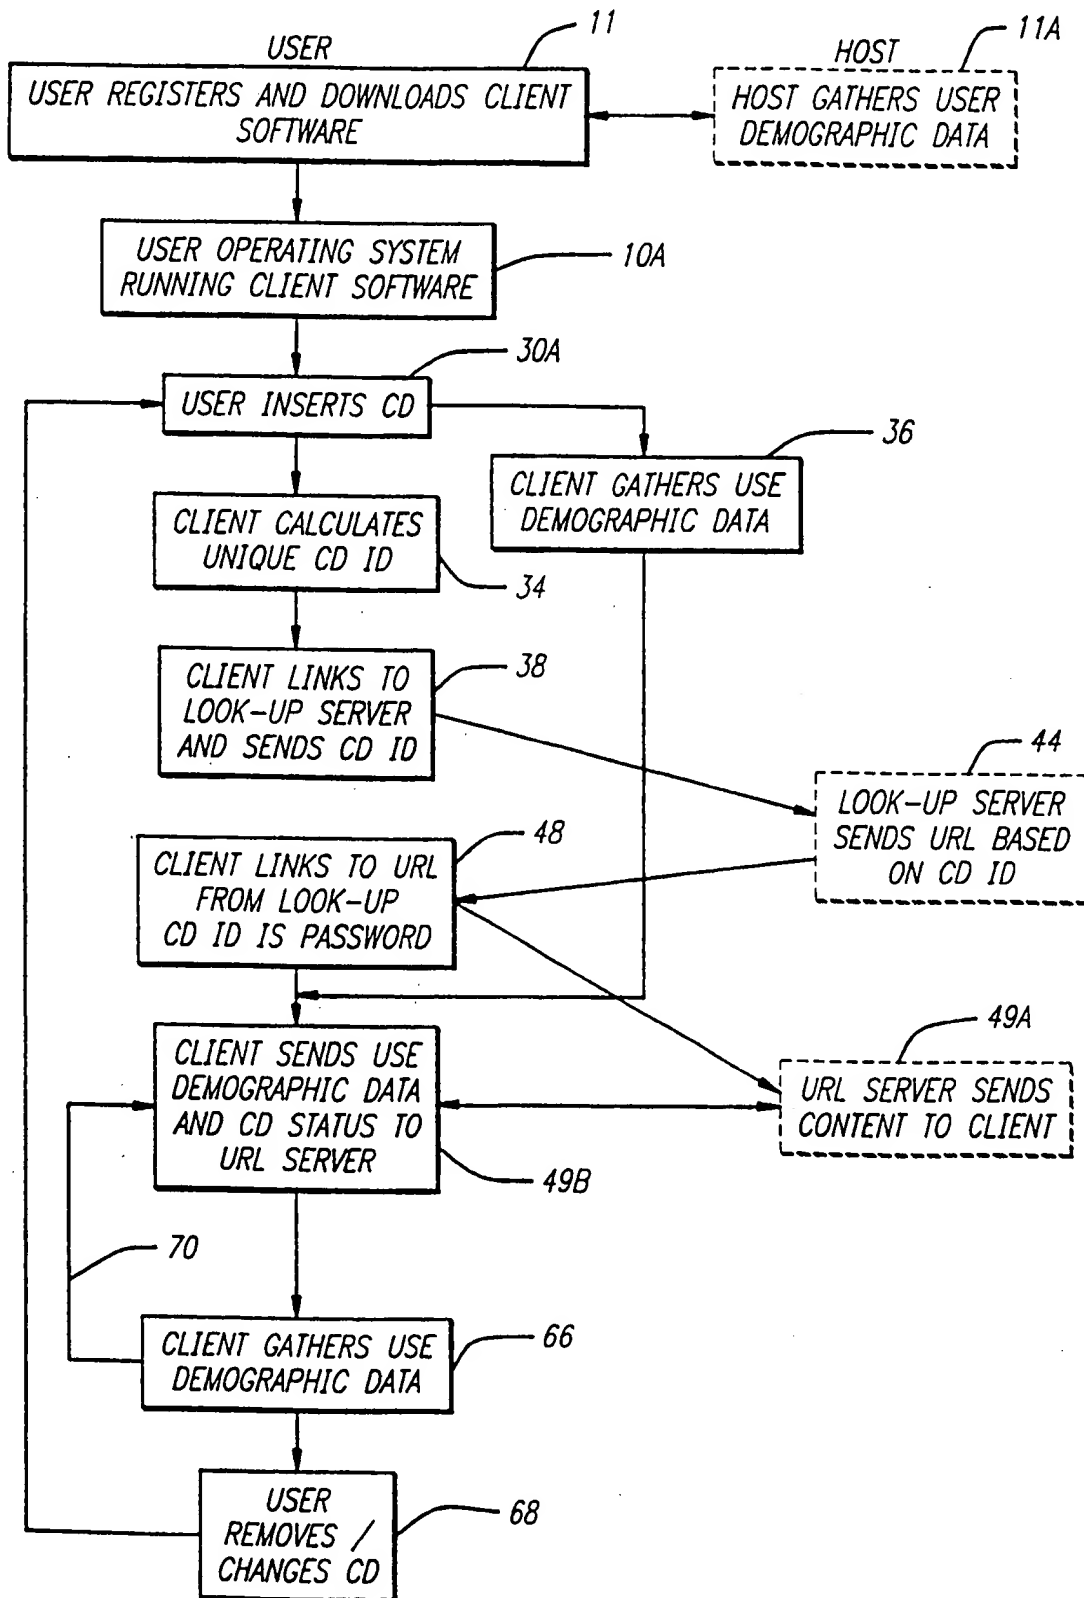 11
11A
USER
HOST
USER REGISTERS AND DOWNLOADS CLIENT
SOFTWARE
HOST GATHERS USER
DEMOGRAPHIC DATA
USER OPERATING SYSTEM
RUNNING CLIENT SOFTWARE
10A
30A
USER INSERTS CD
36
CLIENT GATHERS USE
DEMOGRAPHIC DATA
CLIENT CALCULATES
UNIQUE CD ID
34
38
CLIENT LINKS TO
LOOK-UP SERVER
AND SENDS CD ID
44
LOOK-UP SERVER
SENDS URL BASED
ON CD ID
48
CLIENT LINKS TO URL
FROM LOOK-UP
CD ID IS PASSWORD
49A
CLIENT SENDS USE
DEMOGRAPHIC DATA
AND CD STATUS TO
URL SERVER
URL SERVER SENDS
CONTENT TO CLIENT
49B
70
CLIENT GATHERS USE
DEMOGRAPHIC DATA
66
USER
REMOVES /
CHANGES CD
68